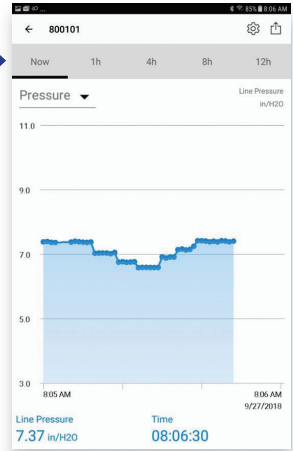 85% 8:06 AM
800101
Now 1h 4h 8h 12h
Pressure
Line Pressure
in/H2O
11.0
9.0
7.0
5.0
3.0
8:05 AM 8:06 AM
9/27/2018
Line Pressure Time
7.37 in/H2O 08:06:30